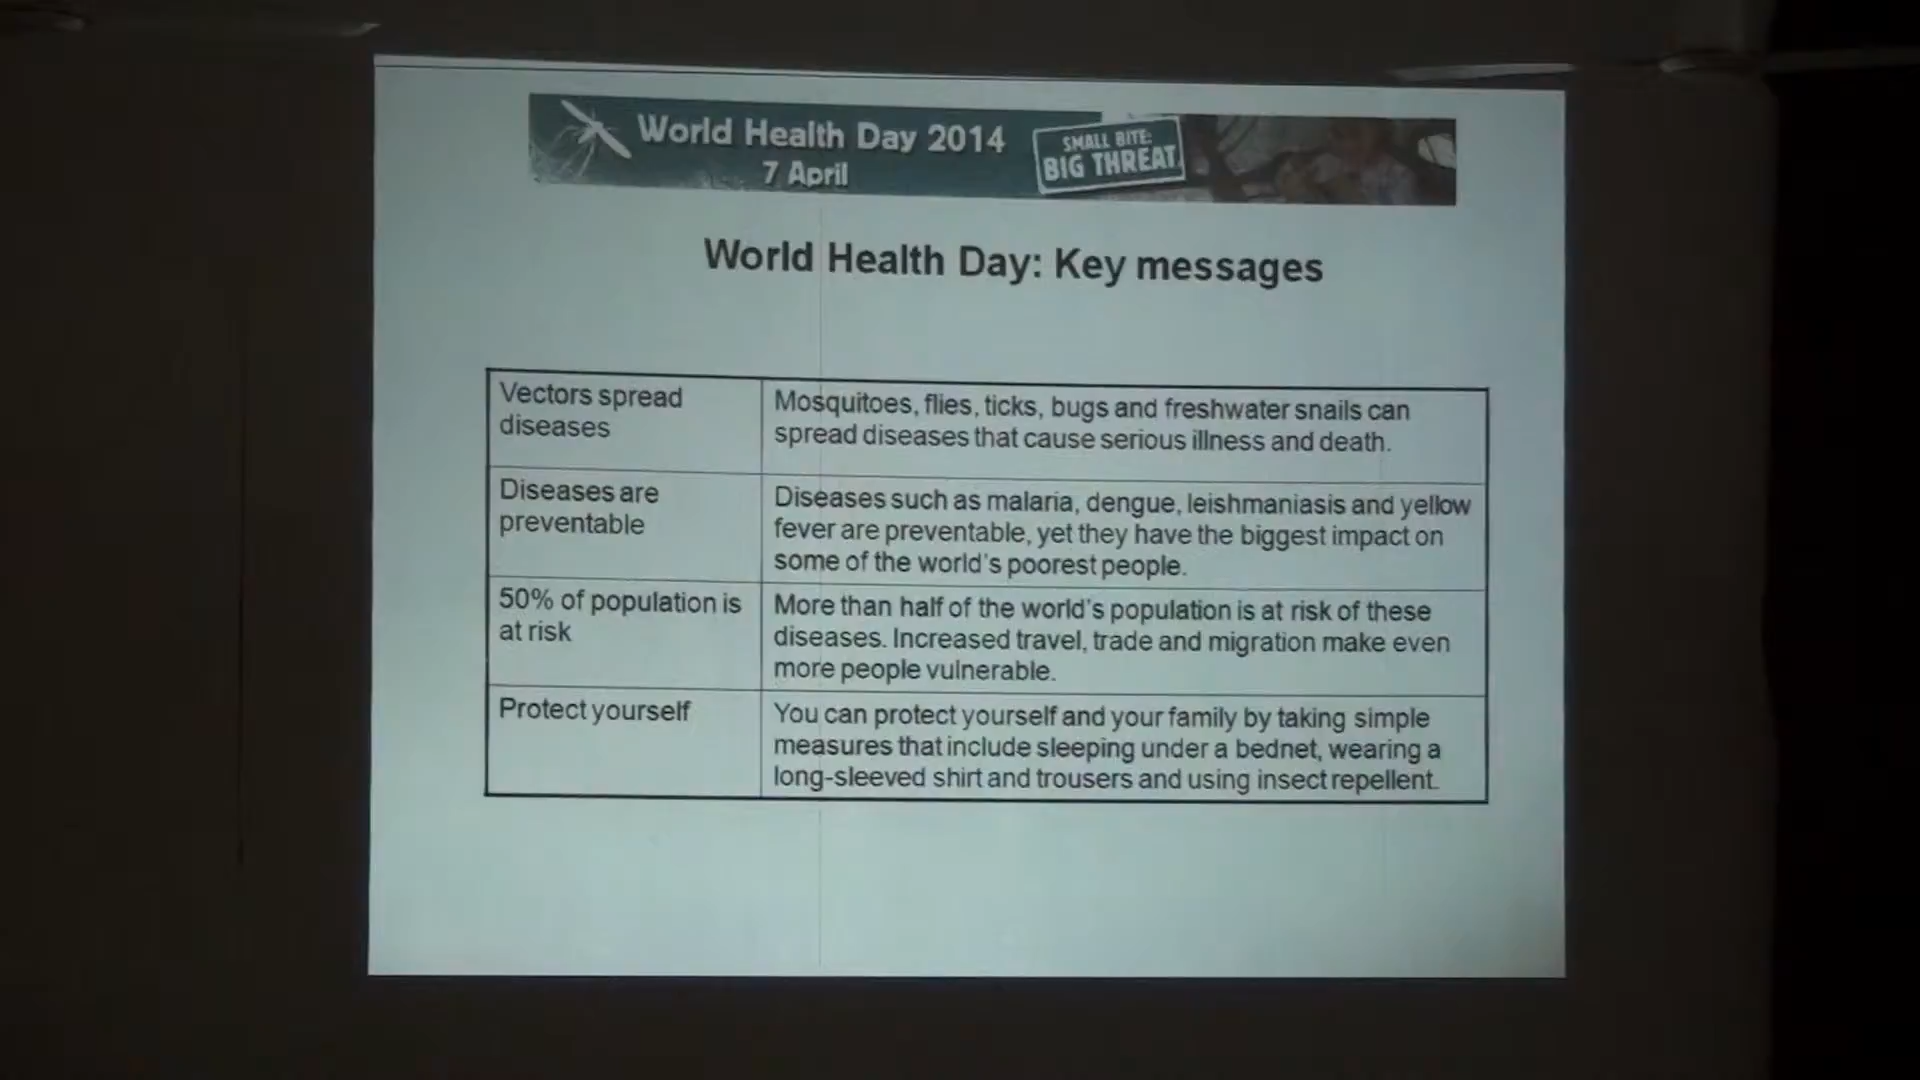 World Health Day 2014
7 April
SMALL BITE:
BIG THREAT
World Health Day: Key messages
Vectors spread
diseases
Mosquitoes, flies, ticks, bugs and freshwater snails can
spread diseases that cause serious illness and death.
Diseases are
preventable
Diseases such as malaria, dengue, leishmaniasis and yellow
fever are preventable, yet they have the biggest impact on
some of the world's poorest people.
50% of population is
at risk
More than half of the world's population is at risk of these
diseases. Increased travel, trade and migration make even
more people vulnerable.
Protect yourself
You can protect yourself and your family by taking simple
measures that include sleeping under a bednet, wearing a
long-sleeved shirt and trousers and using insect repellent.